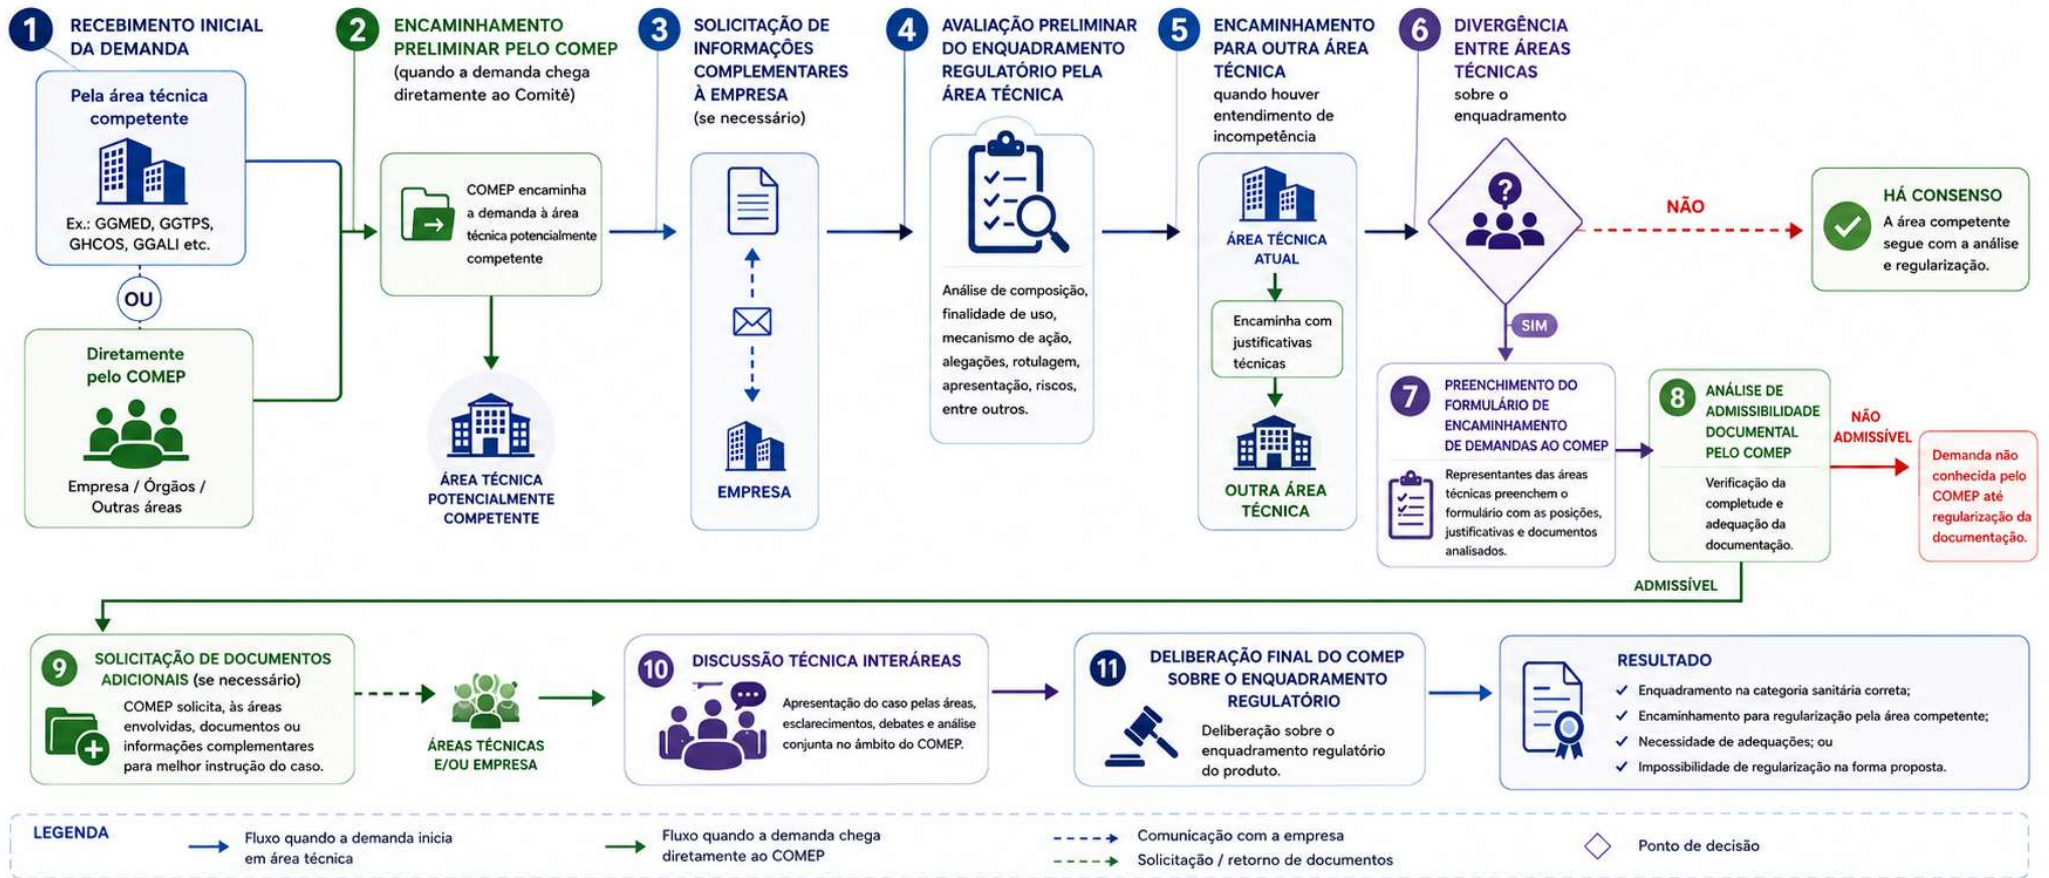 1
RECEBIMENTO INICIAL
DA DEMANDA
Pela área técnica
competente
Ex.: GGMED, GGTPS,
GHCOS, GGALI etc.
OU
Diretamente
pelo COMEP
Empresa / Órgãos /
Outras áreas
2
ENCAMINHAMENTO
PRELIMINAR PELO COMEP
(quando a demanda chega
diretamente ao Comitê)
COMEP encaminha
a demanda à área
técnica potencialmente
competente
ÁREA TÉCNICA
POTENCIALMENTE
COMPETENTE
3
SOLICITAÇÃO DE
INFORMAÇÕES
COMPLEMENTARES
À EMPRESA
(se necessário)
EMPRESA
4
AVALIAÇÃO PRELIMINAR
DO ENQUADRAMENTO
REGULATÓRIO PELA
ÁREA TÉCNICA
Análise de composição,
finalidade de uso,
mecanismo de ação,
alegações, rotulagem,
apresentação, riscos,
entre outros.
5
ENCAMINHAMENTO
PARA OUTRA ÁREA
TÉCNICA
quando houver
entendimento de
incompetência
ÁREA TÉCNICA
ATUAL
Encaminha com
justificativas
técnicas
OUTRA ÁREA
TÉCNICA
6
DIVERGÊNCIA
ENTRE ÁREAS
TÉCNICAS
sobre o
enquadramento
?
NÃO
HÁ CONSENSO
A área competente
segue com a análise
e regularização.
SIM
7
PREENCHIMENTO DO
FORMULÁRIO DE
ENCAMINHAMENTO
DE DEMANDAS AO COMEP
Representantes das áreas
técnicas preenchem o
formulário com as posições,
justificativas e documentos
analisados.
8
ANÁLISE DE
ADMISSIBILIDADE
DOCUMENTAL
PELO COMEP
Verificação da
completude e
adequação da
documentação.
NÃO
ADMISSÍVEL
Demanda não
conhecida pelo
COMEP até
regularização da
documentação.
ADMISSÍVEL
9
SOLICITAÇÃO DE DOCUMENTOS
ADICIONAIS (se necessário)
COMEP solicita, às áreas
envolvidas, documentos ou
informações complementares
para melhor instrução do caso.
ÁREAS TÉCNICAS
E/OU EMPRESA
10
DISCUSSÃO TÉCNICA INTERÁREAS
Apresentação do caso pelas áreas,
esclarecimentos, debates e análise
conjunta no âmbito do COMEP.
11
DELIBERAÇÃO FINAL DO COMEP
SOBRE O ENQUADRAMENTO
REGULATÓRIO
Deliberação sobre o
enquadramento regulatório
do produto.
RESULTADO
Enquadramento na categoria sanitária correta;
Encaminhamento para regularização pela área competente;
Necessidade de adequações; ou
Impossibilidade de regularização na forma proposta.
LEGENDA
Fluxo quando a demanda inicia
em área técnica
Fluxo quando a demanda chega
diretamente ao COMEP
Comunicação com a empresa
Solicitação / retorno de documentos
Ponto de decisão